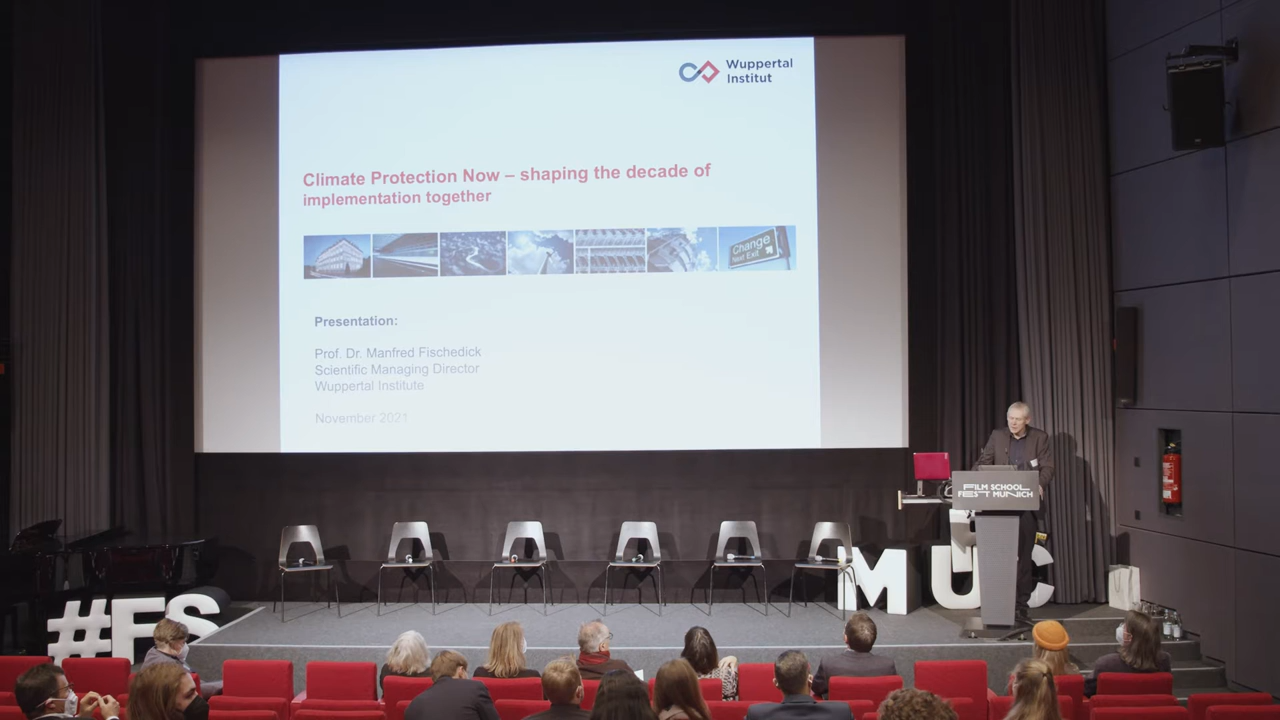 Wuppertal
Institut
Climate Protection Now – shaping the decade of
implementation together
Change
Next Exit
Presentation:
Prof. Dr. Manfred Fischedick
Scientific Managing Director
Wuppertal Institute
November 2021
FILM SCHOOL
FEST MUNICH
MUC
#FS